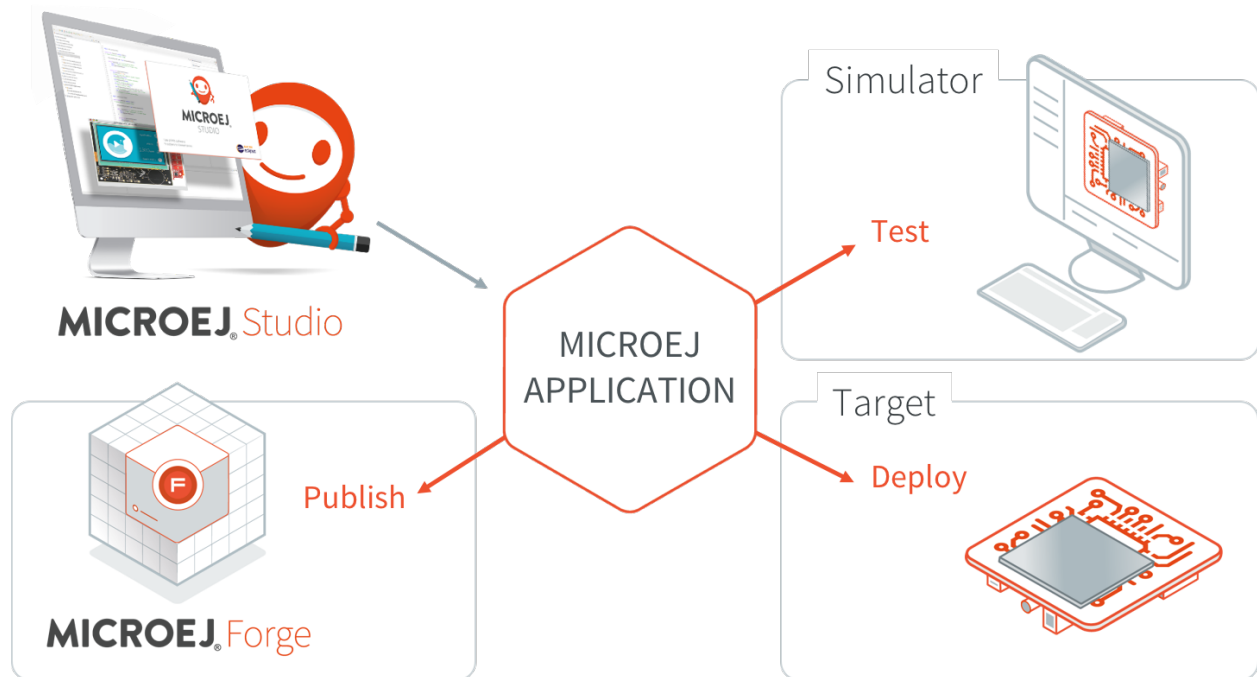 MICROEJ®
STUDIO
MICROEJ® Studio
MICROEJ
APPLICATION
Simulator
Test
Target
Deploy
Publish
F
MICROEJ® Forge